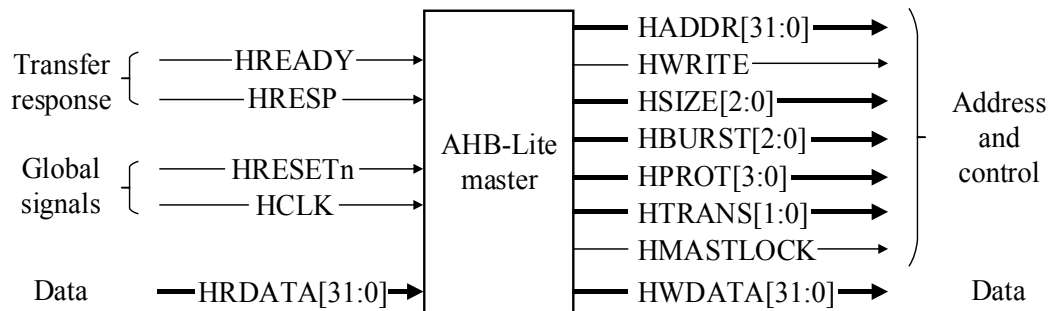 Transfer
response
HREADY
HRESP
Global
signals
HRESETn
HCLK
Data
HRDATA[31:0]
AHB-Lite
master
HADDR[31:0]
HWRITE
HSIZE[2:0]
HBURST[2:0]
HPROT[3:0]
HTRANS[1:0]
HMASTLOCK
HWDATA[31:0]
Address
and
control
Data